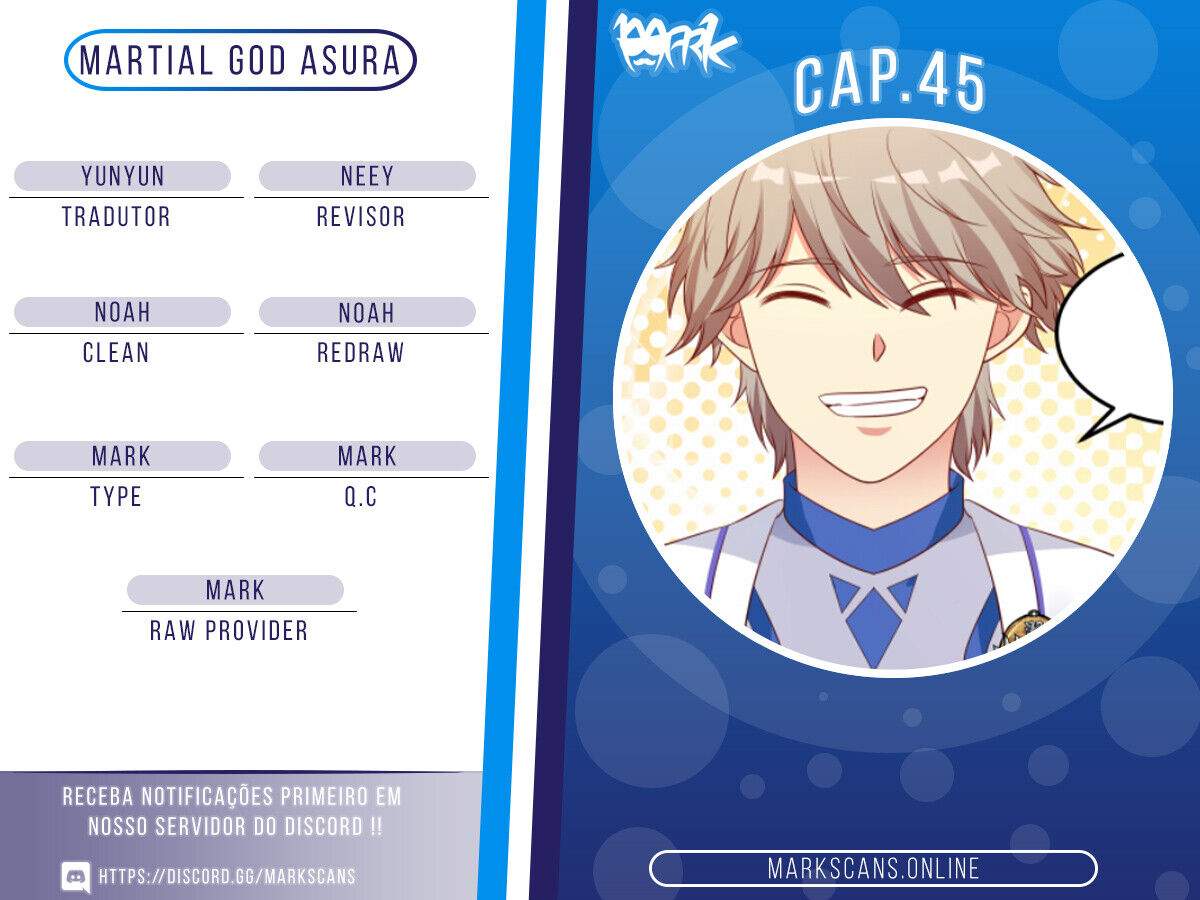 MARTIAL GOD ASURA
YUNYUN
TRADUTOR
NEEY
REVISOR
NOAH
CLEAN
NOAH
REDRAW
MARK
TYPE
MARK
Q.C
MARK
RAW PROVIDER
RECEBA NOTIFICAÇÕES PRIMEIRO EM
NOSSO SERVIDOR DO DISCORD !!
HTTPS://DISCORD.GG/MARKSCANS
MARK
CAP.45
MARKSCANS.ONLINE